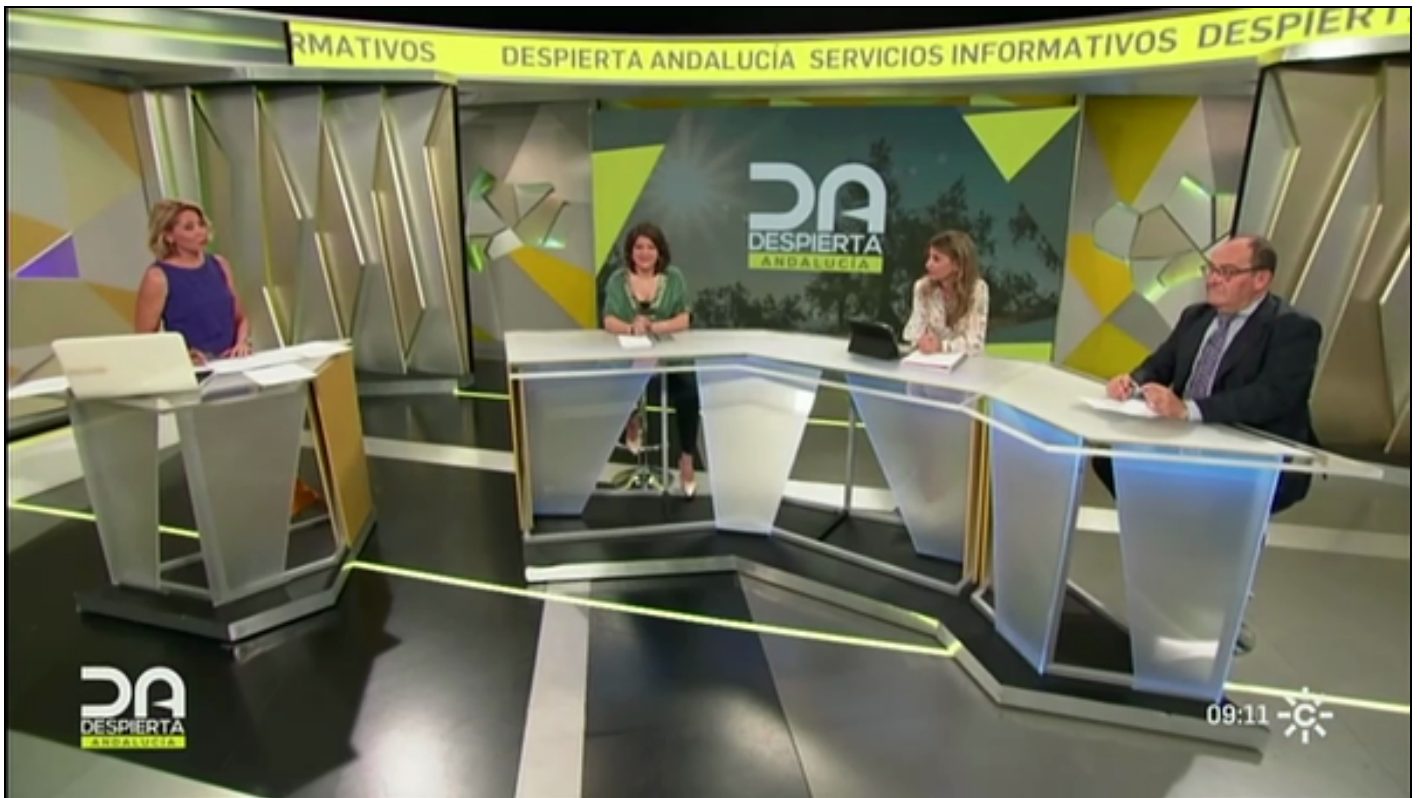 RMATIVOS DESPIERTA ANDALUCÍA SERVICIOS INFORMATIVOS DESPIERT
DA
DESPIERTA
ANDALUCÍA
DA
DESPIERTA
ANDALUCÍA
09:11 C